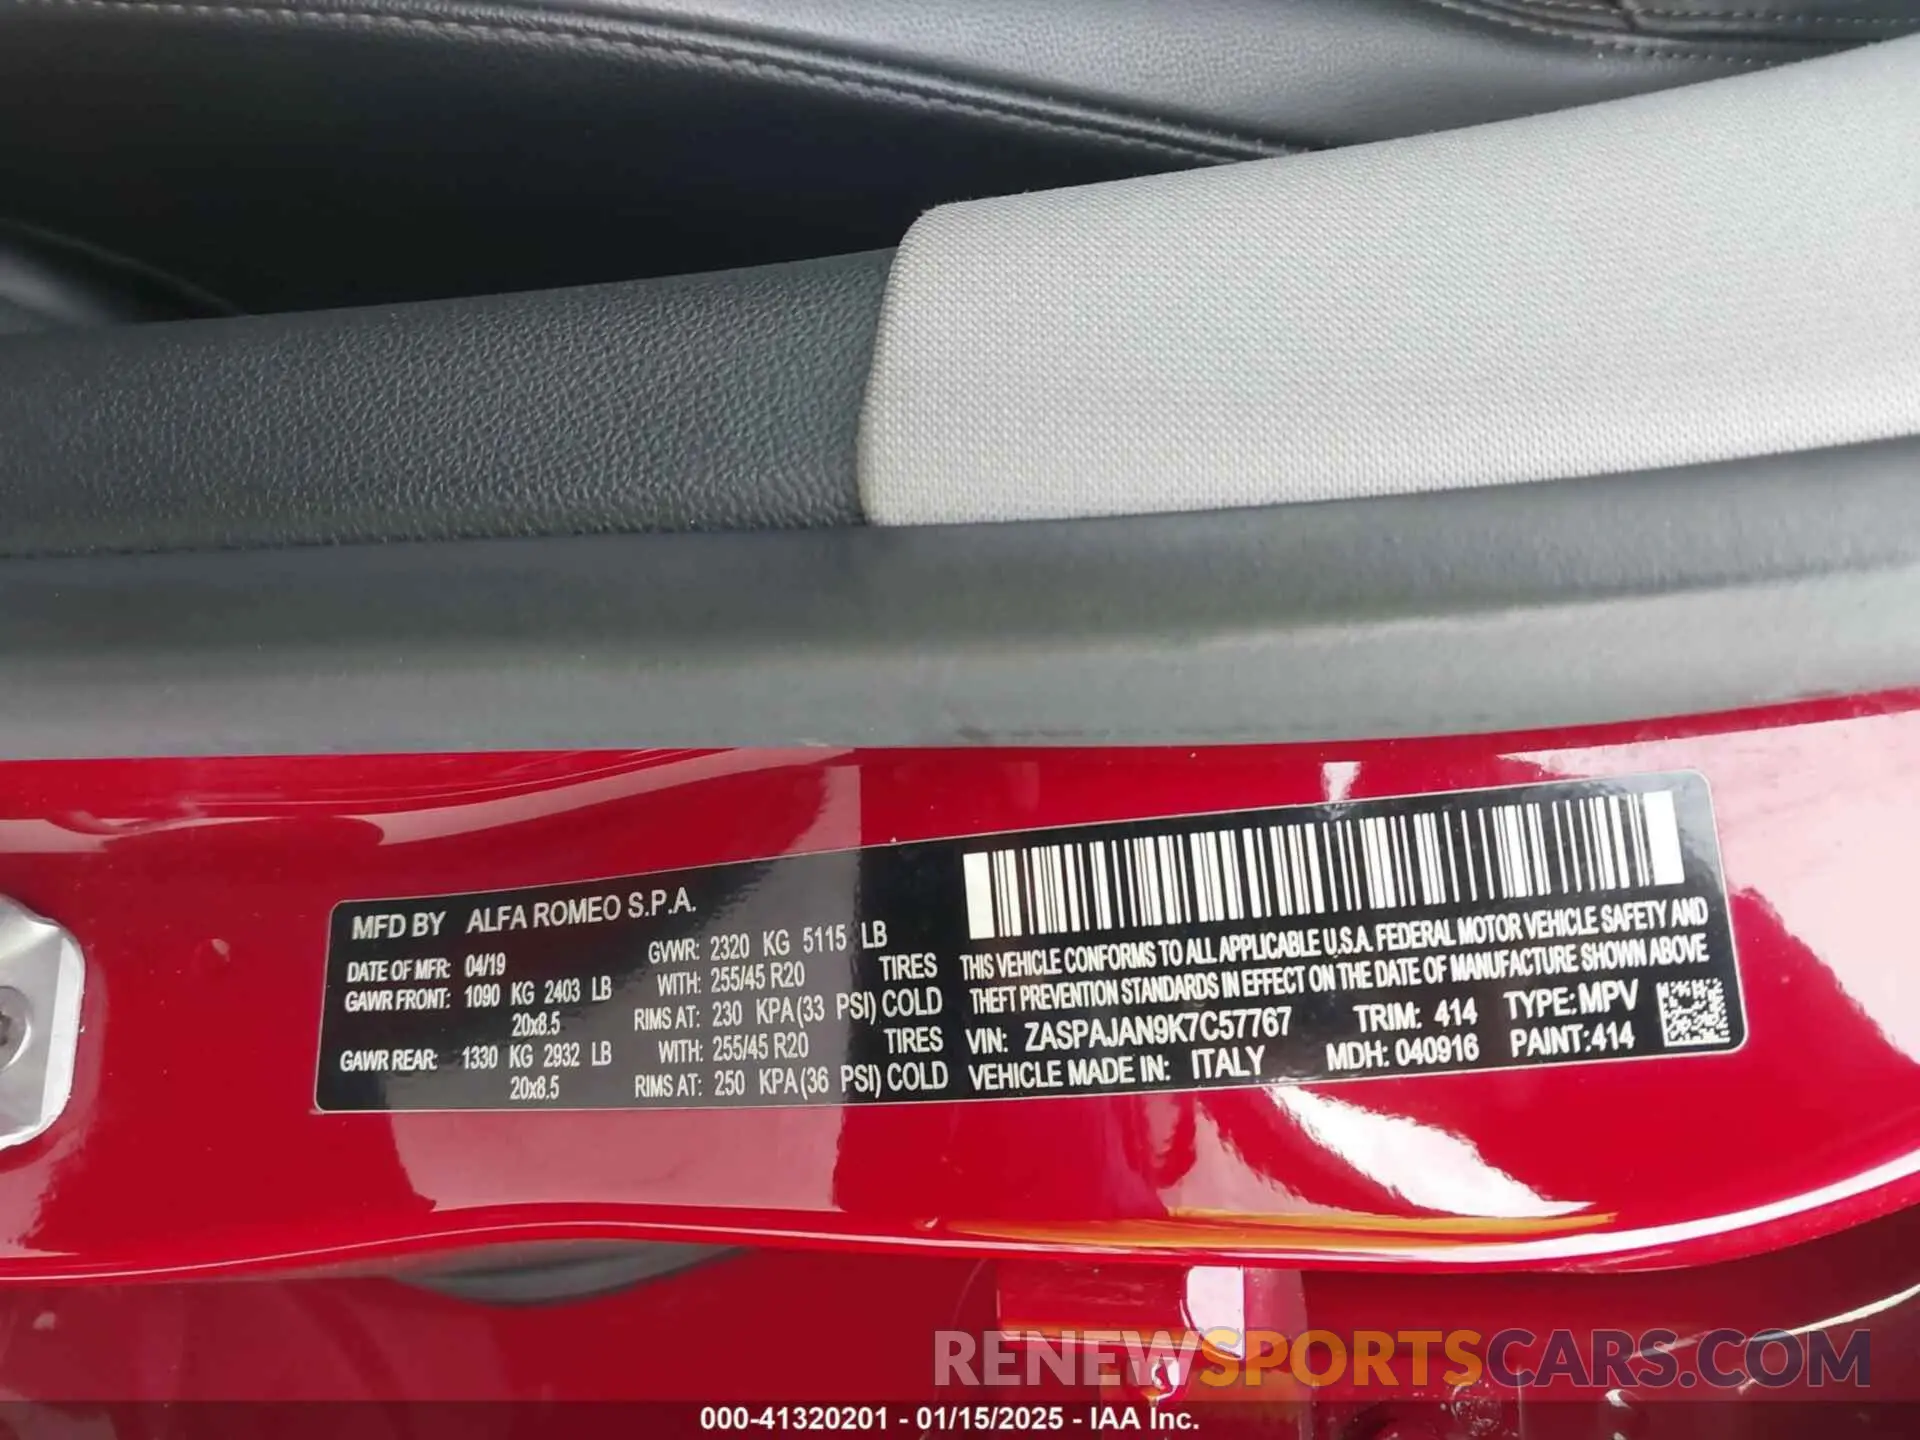 MFD BY ALFA ROMEO S.P.A.
DATE OF MFR: 04/19 GVWR: 2320 KG 5115 LB
GAWR FRONT: 1090 KG 2403 LB WITH: 255/45 R20 TIRES
20x8.5 RIMS AT: 230 KPA(33 PSI) COLD
GAWR REAR: 1330 KG 2932 LB WITH: 255/45 R20 TIRES
20x8.5 RIMS AT: 250 KPA(36 PSI) COLD
THIS VEHICLE CONFORMS TO ALL APPLICABLE U.S.A. FEDERAL MOTOR VEHICLE SAFETY AND
THEFT PREVENTION STANDARDS IN EFFECT ON THE DATE OF MANUFACTURE SHOWN ABOVE
VIN: ZASPAJAN9K7C57767 TRIM: 414 TYPE: MPV
VEHICLE MADE IN: ITALY MDH: 040916 PAINT:414
RENEWSPORTSCARS.COM
000-41320201 - 01/15/2025 - IAA Inc.